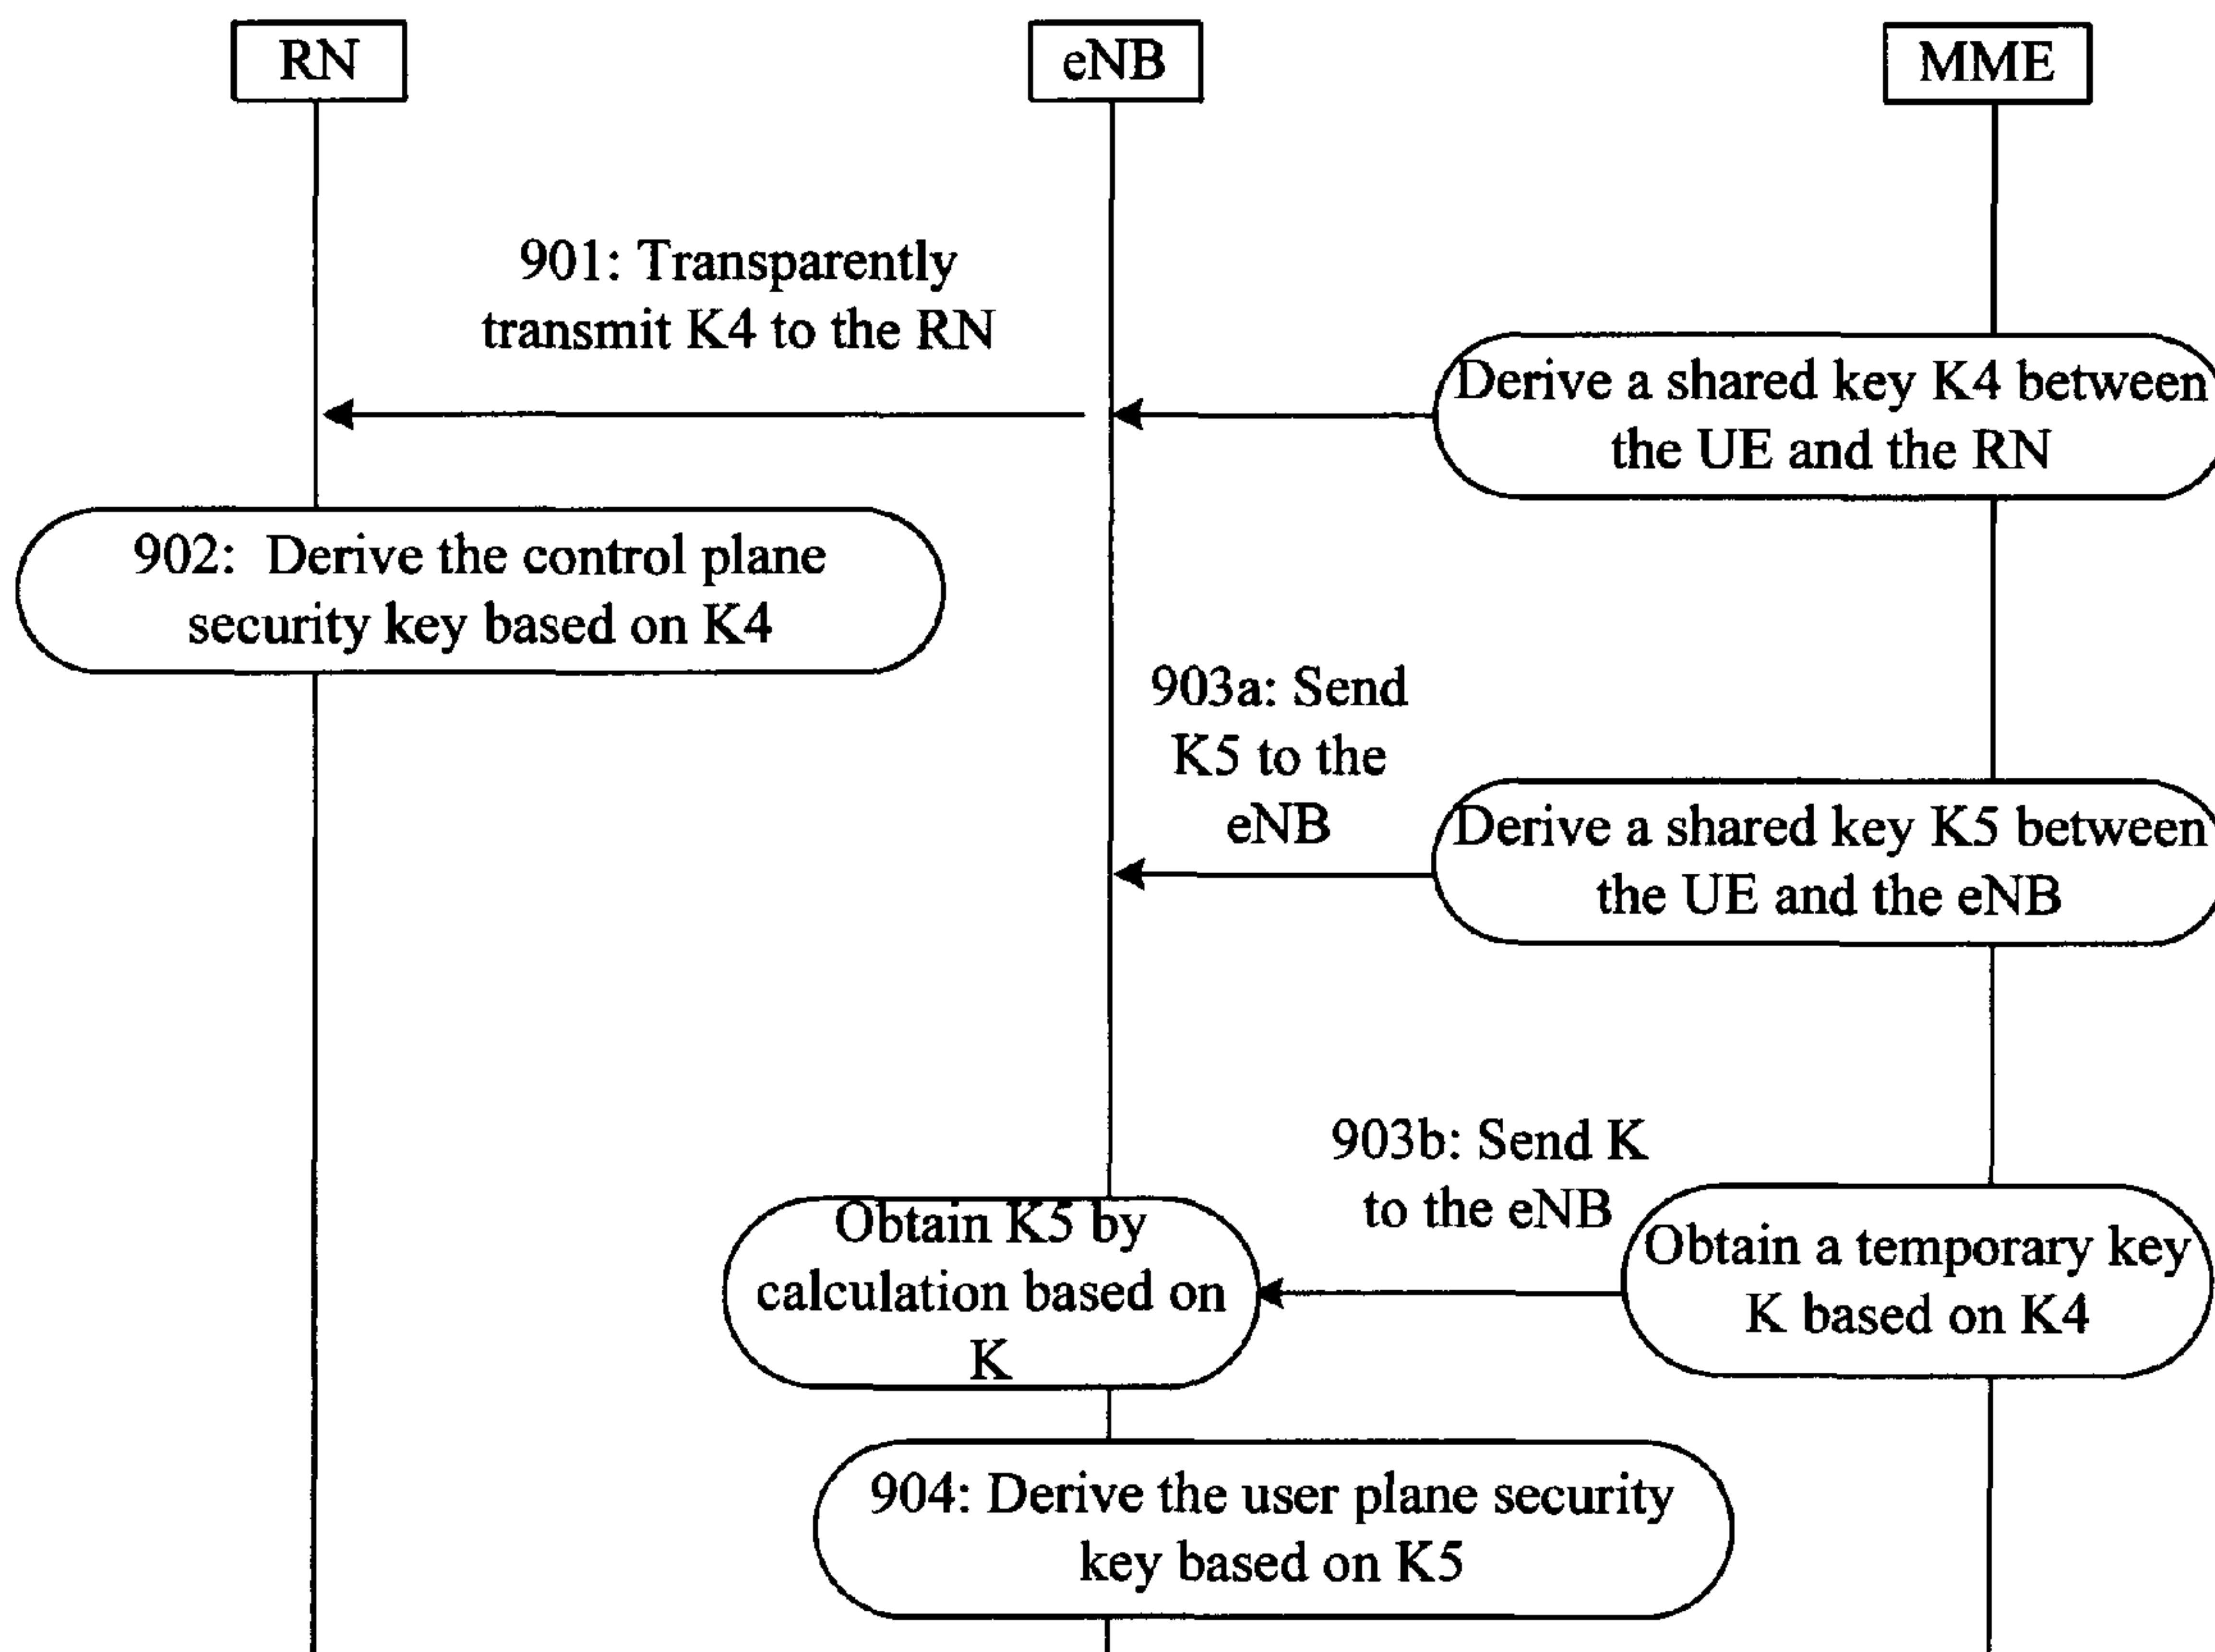 RN
eNB
MME
901: Transparently
transmit K4 to the RN
Derive a shared key K4 between
the UE and the RN
902: Derive the control plane
security key based on K4
903a: Send
K5 to the
eNB
Derive a shared key K5 between
the UE and the eNB
903b: Send K
to the eNB
Obtain K5 by
calculation based on
K
Obtain a temporary key
K based on K4
904: Derive the user plane security
key based on K5